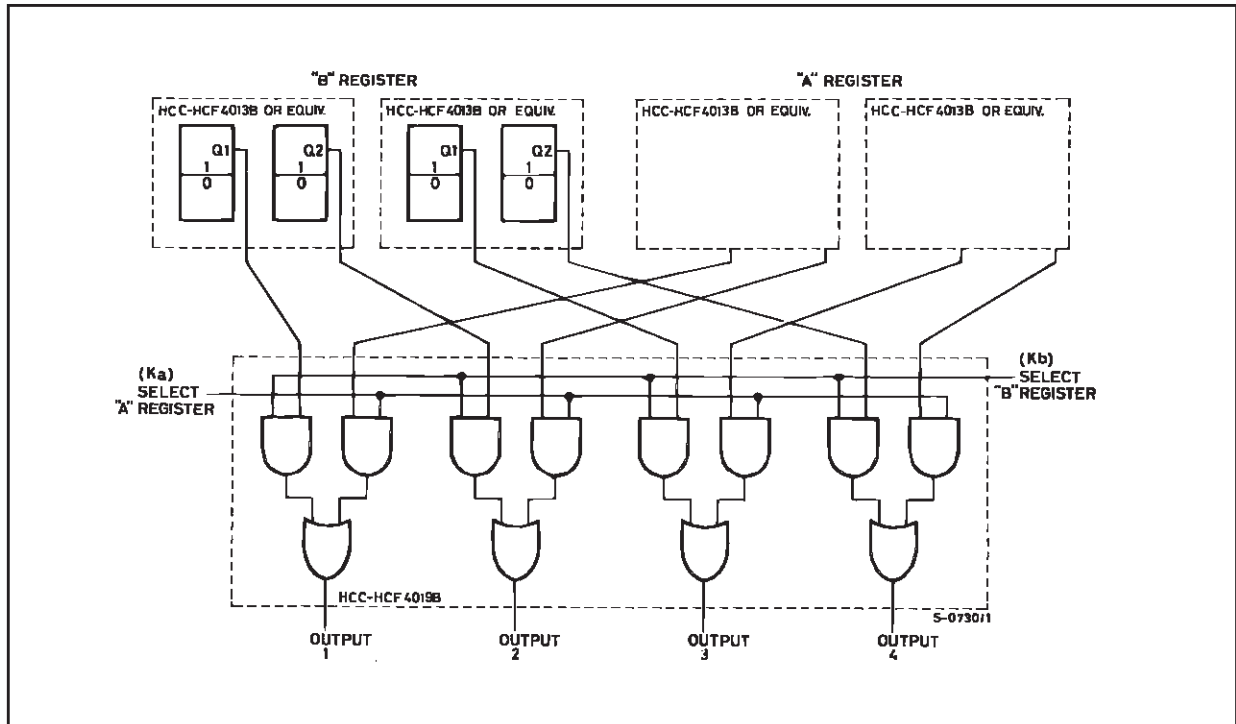 "B" REGISTER
"A" REGISTER
HCC-HCF4013B OR EQUIV.
HCC-HCF4013B OR EQUIV.
HCC-HCF4013B OR EQUIV.
HCC-HCF4013B OR EQUIV.
Q1
1
0
Q2
1
0
Q1
1
0
Q2
1
0
(Ka)
SELECT
"A" REGISTER
(Kb)
SELECT
"B" REGISTER
HCC-HCF4019B
S-0730/1
OUTPUT
1
OUTPUT
2
OUTPUT
3
OUTPUT
4